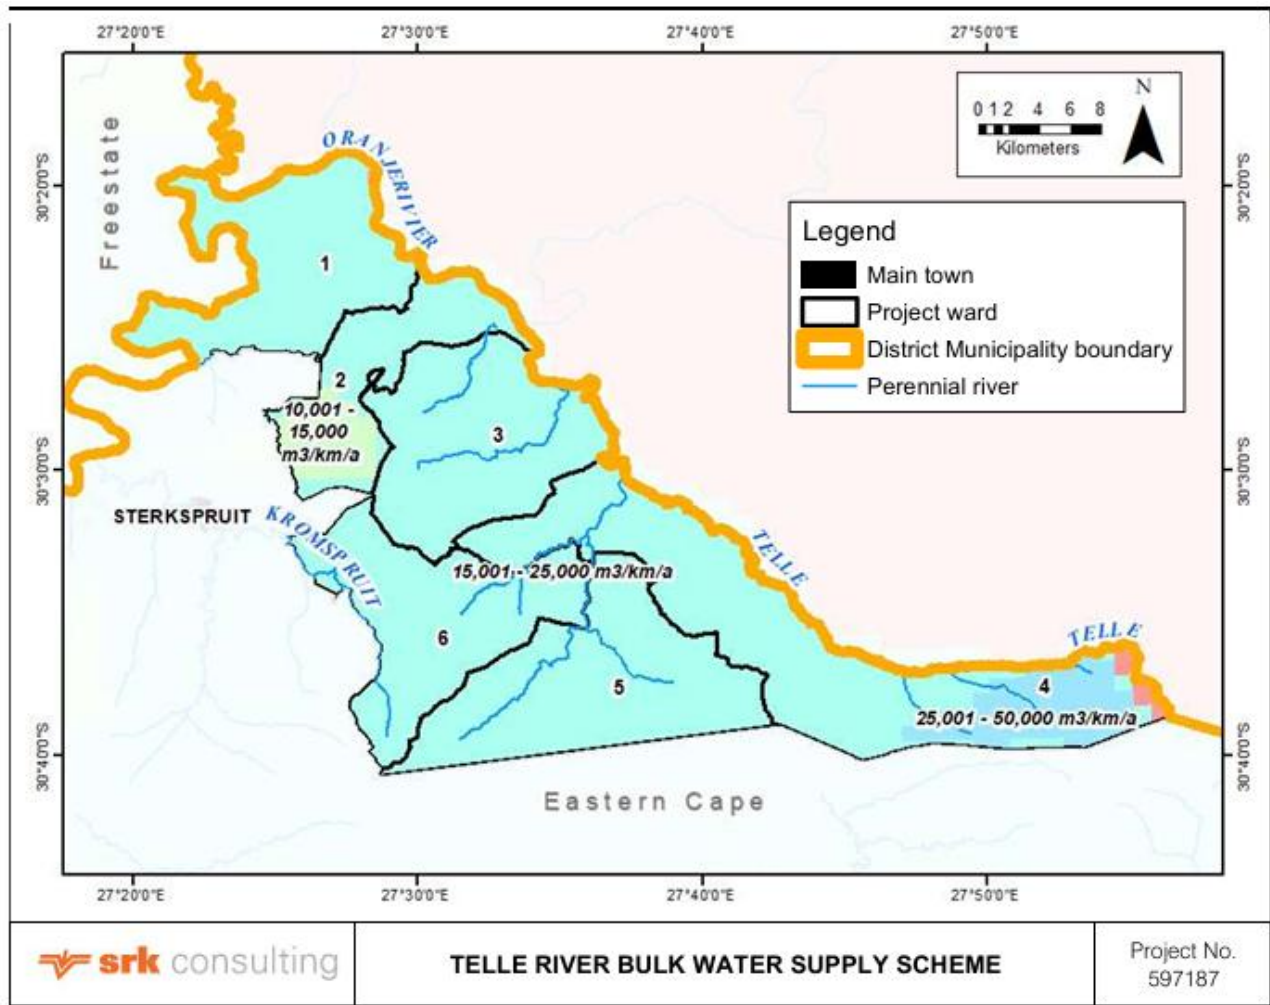 27°20'0"E 27°30'0"E 27°40'0"E 27°50'0"E
N
0 1 2 4 6 8
Kilometers
30°20'0"S
30°20'0"S
Freestate
ORANJERIVIER
Legend
Main town
Project ward
District Municipality boundary
Perennial river
1
2
10,001 -
15,000
m3/km/a
3
30°30'0"S
30°30'0"S
STERKSPRUIT
KROMSPRUIT
TELLE
15,001 - 25,000 m3/km/a
6
5
TELLE
4
25,001 - 50,000 m3/km/a
30°40'0"S
30°40'0"S
Eastern Cape
27°20'0"E 27°30'0"E 27°40'0"E 27°50'0"E
srk consulting
TELLE RIVER BULK WATER SUPPLY SCHEME
Project No.
597187